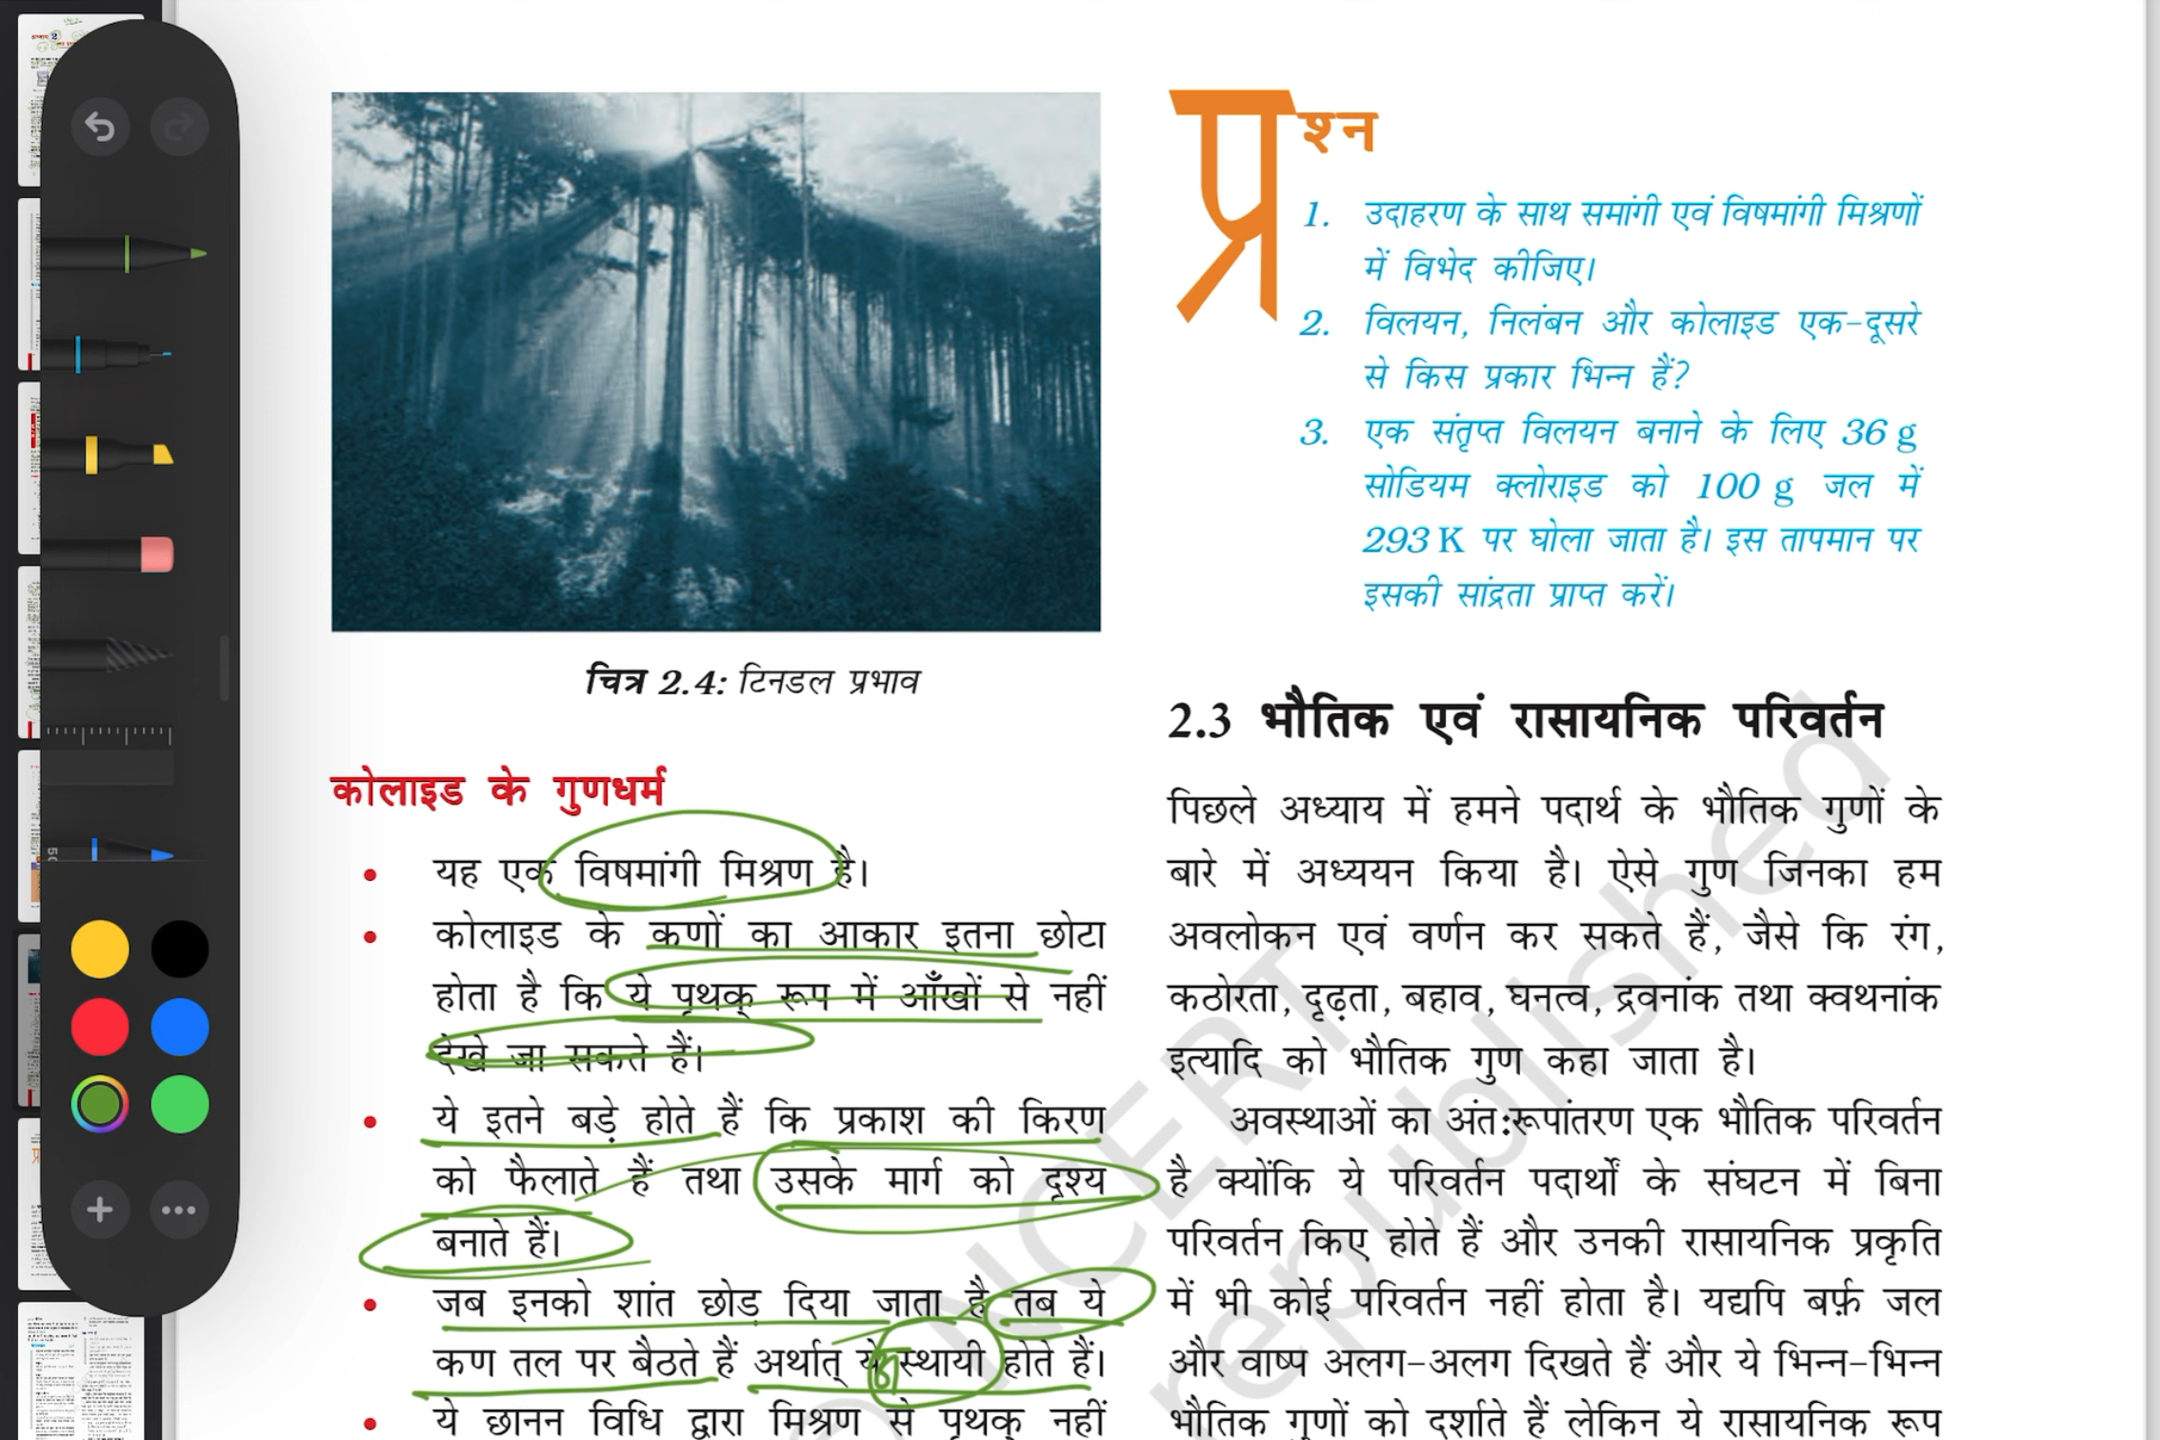 प्रश्न
1. उदाहरण के साथ समांगी एवं विषमांगी मिश्रणों
में विभेद कीजिए।
2. विलयन, निलंबन और कोलाइड एक-दूसरे
से किस प्रकार भिन्न हैं?
3. एक संतृप्त विलयन बनाने के लिए 36 g
सोडियम क्लोराइड को 100 g जल में
293 K पर घोला जाता है। इस तापमान पर
इसकी सांद्रता प्राप्त करें।
चित्र 2.4: टिनडल प्रभाव
कोलाइड के गुणधर्म
• यह एक विषमांगी मिश्रण है।
• कोलाइड के कणों का आकार इतना छोटा
होता है कि ये पृथक् रूप में आँखों से नहीं
देखे जा सकते हैं।
• ये इतने बड़े होते हैं कि प्रकाश की किरण
को फैलाते हैं तथा उसके मार्ग को दृश्य
बनाते हैं।
• जब इनको शांत छोड़ दिया जाता है तब ये
कण तल पर बैठते हैं अर्थात् ये स्थायी होते हैं।
• ये छानन विधि द्वारा मिश्रण से पृथक् नहीं
2.3 भौतिक एवं रासायनिक परिवर्तन
पिछले अध्याय में हमने पदार्थ के भौतिक गुणों के
बारे में अध्ययन किया है। ऐसे गुण जिनका हम
अवलोकन एवं वर्णन कर सकते हैं, जैसे कि रंग,
कठोरता, दृढ़ता, बहाव, घनत्व, द्रवनांक तथा क्वथनांक
इत्यादि को भौतिक गुण कहा जाता है।
अवस्थाओं का अंत:रूपांतरण एक भौतिक परिवर्तन
है क्योंकि ये परिवर्तन पदार्थों के संघटन में बिना
परिवर्तन किए होते हैं और उनकी रासायनिक प्रकृति
में भी कोई परिवर्तन नहीं होता है। यद्यपि बर्फ़ जल
और वाष्प अलग-अलग दिखते हैं और ये भिन्न-भिन्न
भौतिक गुणों को दर्शाते हैं लेकिन ये रासायनिक रूप
NCERT
republished